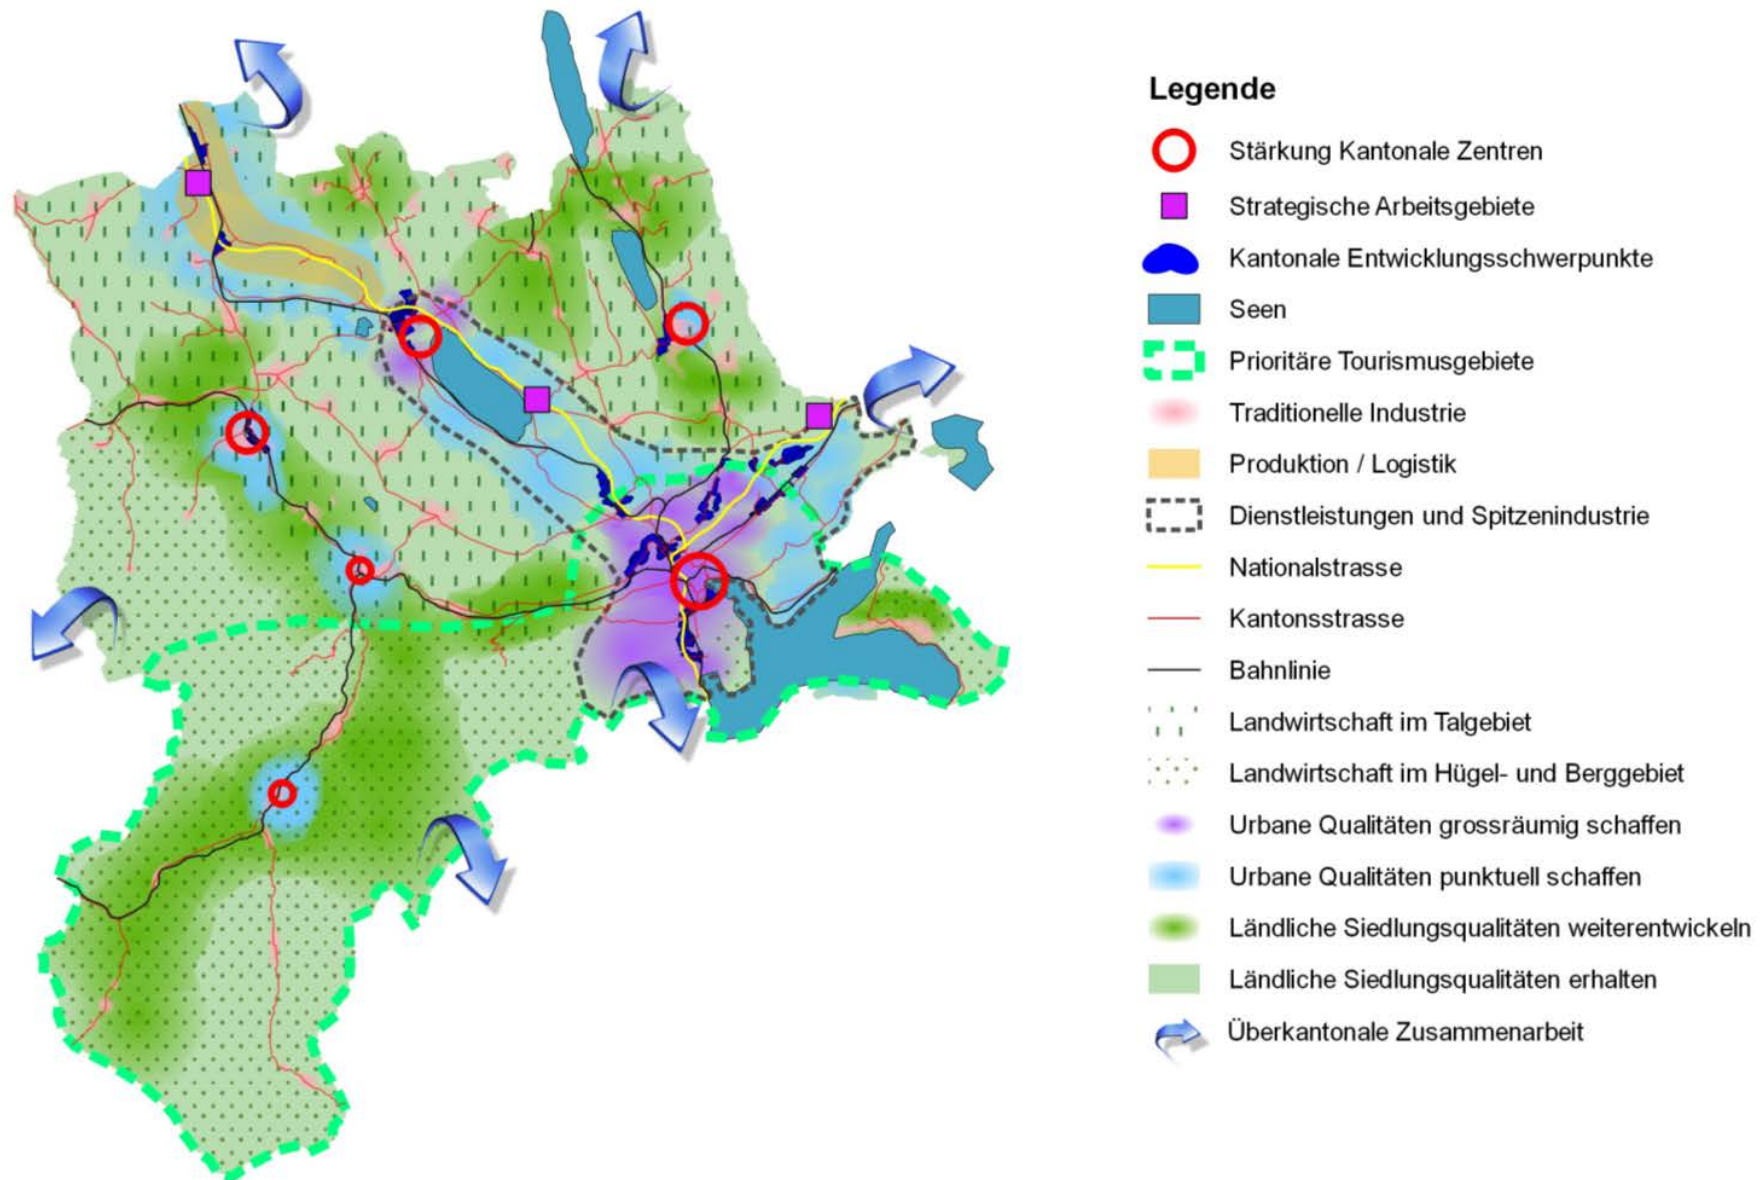 Legende
Stärkung Kantonale Zentren
Strategische Arbeitsgebiete
Kantonale Entwicklungsschwerpunkte
Seen
Prioritäre Tourismusgebiete
Traditionelle Industrie
Produktion / Logistik
Dienstleistungen und Spitzenindustrie
Nationalstrasse
Kantonsstrasse
Bahnlinie
Landwirtschaft im Talgebiet
Landwirtschaft im Hügel- und Berggebiet
Urbane Qualitäten grossräumig schaffen
Urbane Qualitäten punktuell schaffen
Ländliche Siedlungsqualitäten weiterentwickeln
Ländliche Siedlungsqualitäten erhalten
Überkantonale Zusammenarbeit